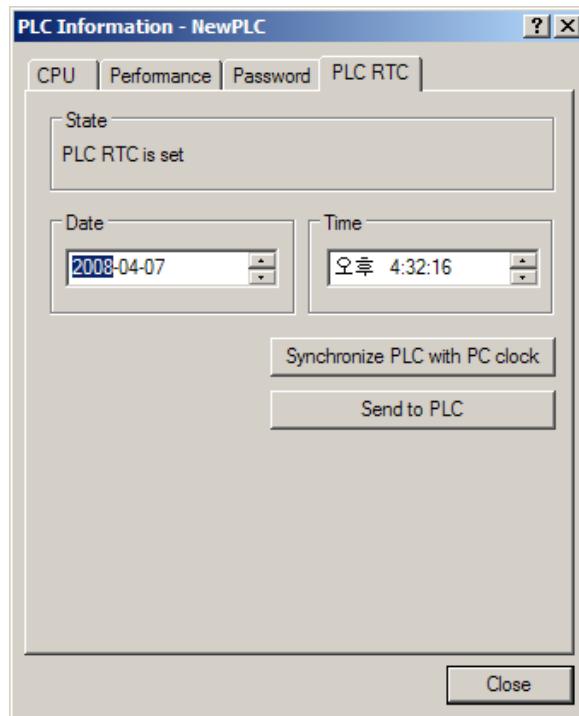 PLC Information - NewPLC
CPU Performance Password PLC RTC
State
PLC RTC is set
Date Time
2008-04-07 오후 4:32:16
Synchronize PLC with PC clock
Send to PLC
Close